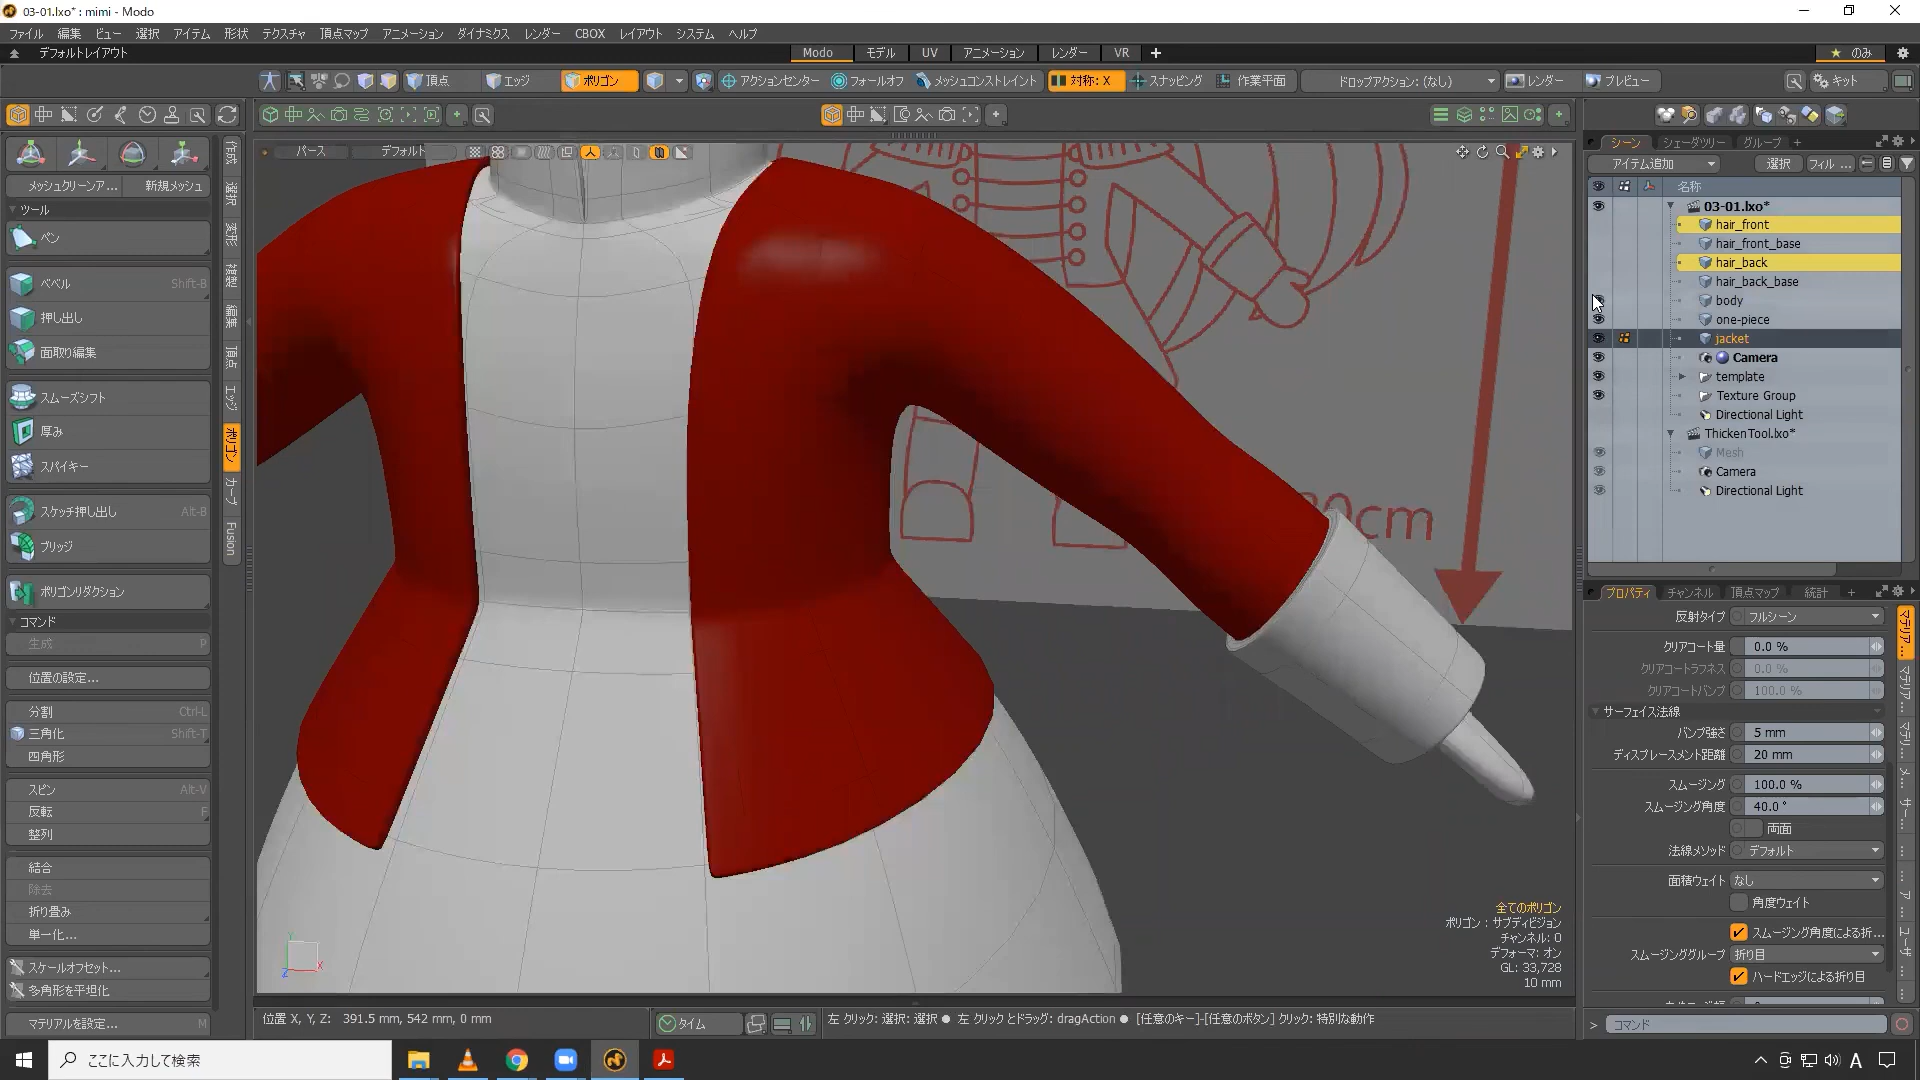 03-01.lxo* : mimi - Modo
ファイル 編集 ビュー 選択 アイテム 形状 テクスチャ 頂点マップ アニメーション ダイナミクス レンダー CBOX レイアウト システム ヘルプ
デフォルトレイアウト Modo モデル UV アニメーション レンダー VR + ★ のみ
頂点 エッジ ポリゴン アクションセンター フォールオフ メッシュコンストレイント 対称: X スナッピング 作業平面 ドロップアクション: (なし) レンダー プレビュー キット
メッシュクリーンア... 新規メッシュ
ツール
ペン
ベベル Shift-B
押し出し
面取り編集
スムーズシフト
厚み
スパイキー
スケッチ押し出し Alt-B
ブリッジ
ポリゴンリダクション
コマンド
生成 P
位置の設定...
分割 Ctrl-L
三角化 Shift-T
四角形
スピン Alt-V
反転 F
整列
結合
除去
折り畳み
単一化...
スケールオフセット...
多角形を平坦化
マテリアルを設定... M
作成
選択
変形
複製
編集
頂点
エッジ
ポリゴン
カーブ
Fusion
パース デフォルト
0cm
全てのポリゴン
ポリゴン : サブディビジョン
チャンネル: 0
デフォーマ: オン
GL: 33,728
10 mm
シーン シェーダツリー グループ +
アイテム追加 選択 フィル ...
名称
03-01.lxo*
hair_front
hair_front_base
hair_back
hair_back_base
body
one-piece
jacket
Camera
template
Texture Group
Directional Light
ThickenTool.lxo*
Mesh
Camera
Directional Light
プロパティ チャンネル 頂点マップ 統計 +
反射タイプ フルシーン
クリアコート量 0.0 %
クリアコートラフネス 0.0 %
クリアコートバンプ 100.0 %
サーフェイス法線
バンプ強さ 5 mm
ディスプレースメント距離 20 mm
スムージング 100.0 %
スムージング角度 40.0 °
両面
法線メソッド デフォルト
面積ウェイト なし
角度ウェイト
スムージング角度による折...
スムージンググループ 折り目
ハードエッジによる折り目
コマンド
位置 X, Y, Z: 391.5 mm, 542 mm, 0 mm タイム 左 クリック: 選択: 選択 ● 左 クリック とドラッグ: dragAction ● [任意のキー]-[任意のボタン] クリック: 特別な動作
ここに入力して検索 A